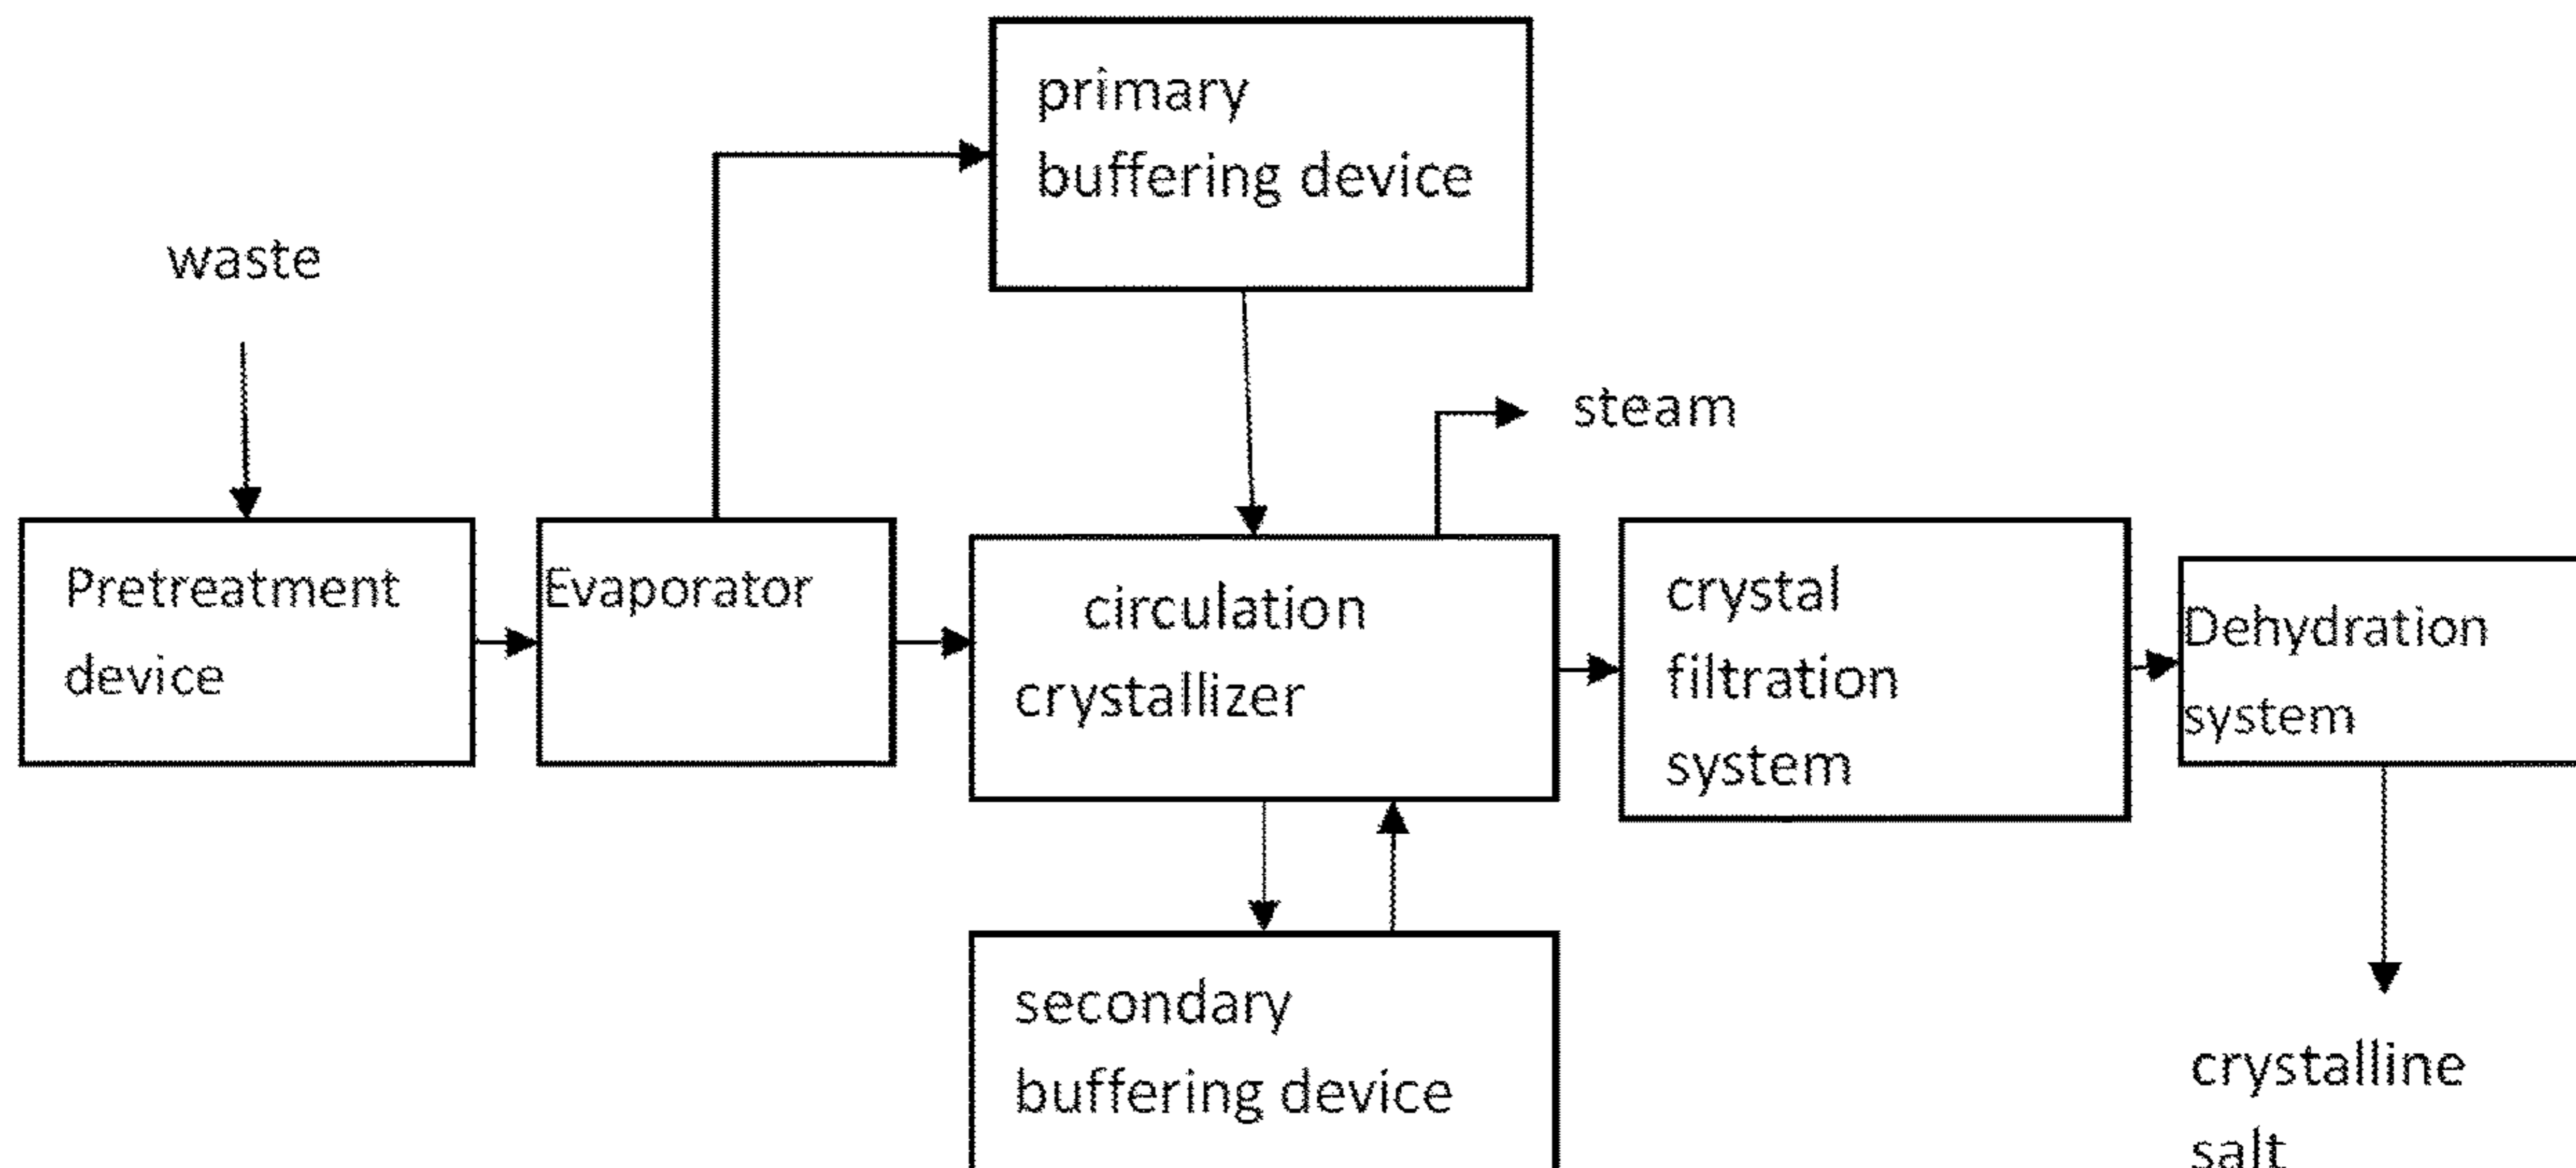 primary
buffering device
waste
steam
Pretreatment
device
Evaporator
circulation
crystallizer
crystal
filtration
system
Dehydration
system
secondary
buffering device
crystalline
salt